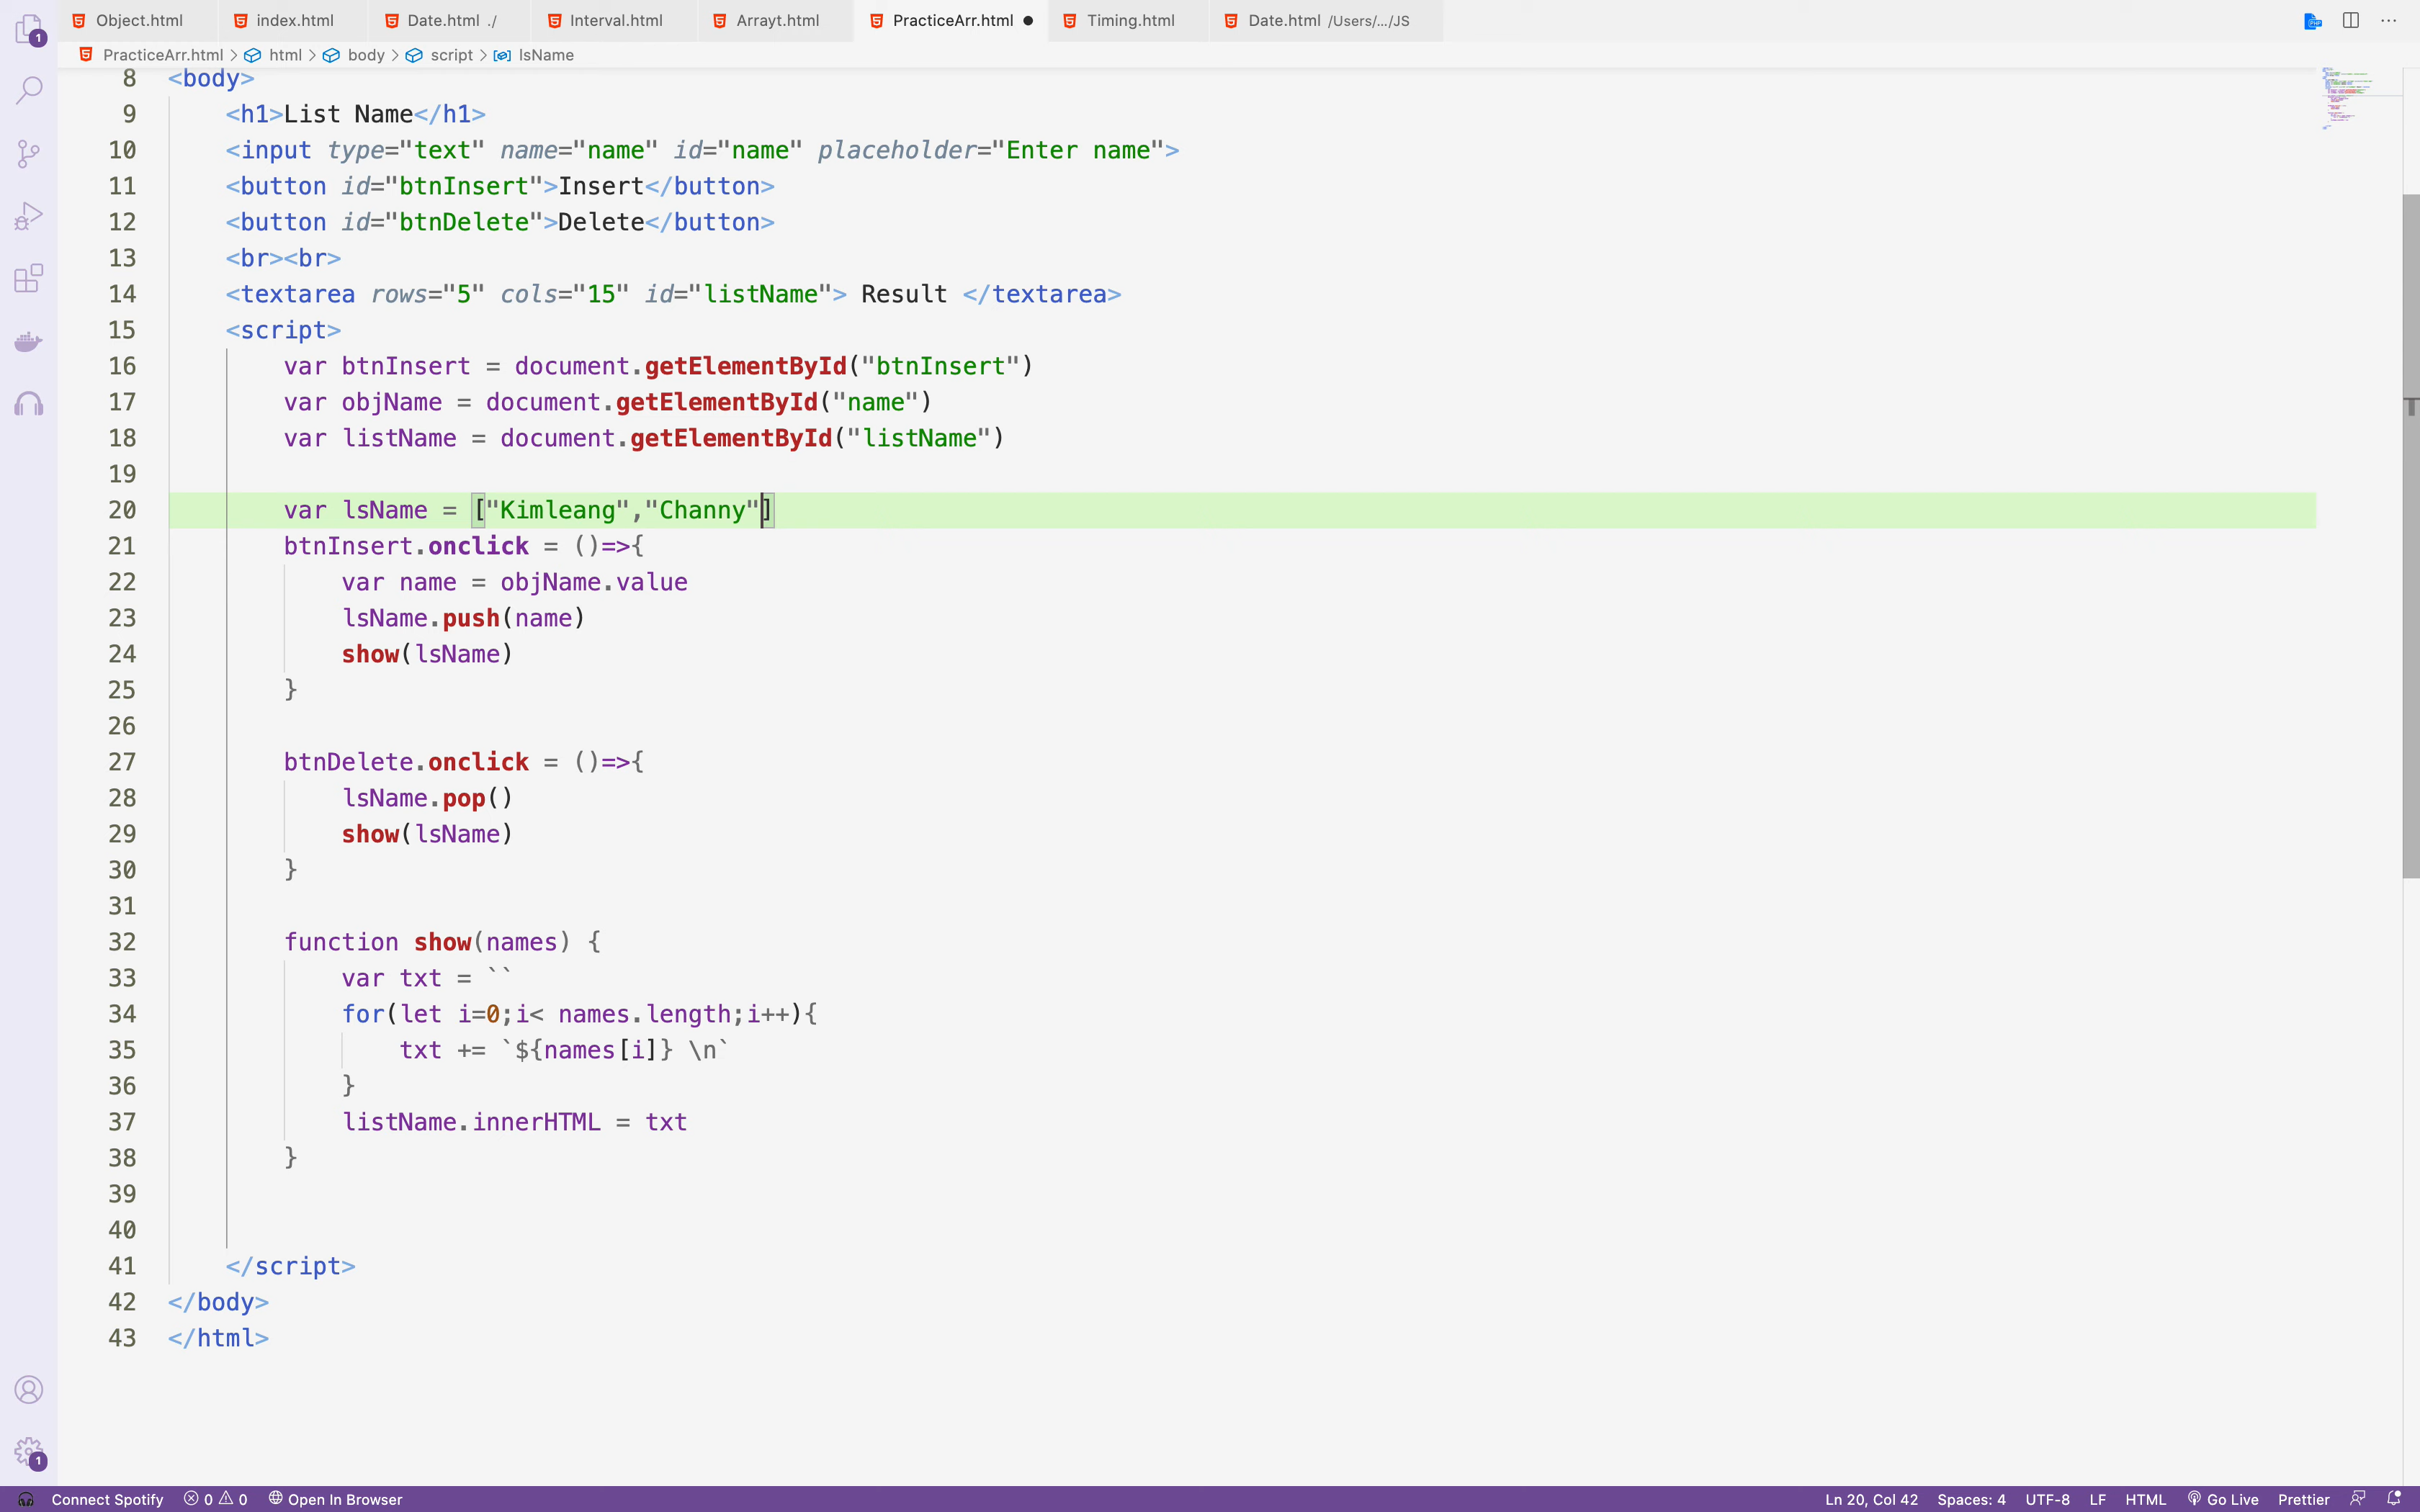 Object.html index.html Date.html ./ Interval.html Arrayt.html PracticeArr.html Timing.html Date.html /Users/.../JS
PracticeArr.html > html > body > script > lsName
8 <body>
9 <h1>List Name</h1>
10 <input type="text" name="name" id="name" placeholder="Enter name">
11 <button id="btnInsert">Insert</button>
12 <button id="btnDelete">Delete</button>
13 <br><br>
14 <textarea rows="5" cols="15" id="listName"> Result </textarea>
15 <script>
16 var btnInsert = document.getElementById("btnInsert")
17 var objName = document.getElementById("name")
18 var listName = document.getElementById("listName")
19
20 var lsName = ["Kimleang","Channy"]
21 btnInsert.onclick = ()=>{
22 var name = objName.value
23 lsName.push(name)
24 show(lsName)
25 }
26
27 btnDelete.onclick = ()=>{
28 lsName.pop()
29 show(lsName)
30 }
31
32 function show(names) {
33 var txt = ``
34 for(let i=0;i< names.length;i++){
35 txt += `${names[i]} \n`
36 }
37 listName.innerHTML = txt
38 }
39
40
41 </script>
42 </body>
43 </html>
1
1
Connect Spotify 0 0 Open In Browser Ln 20, Col 42 Spaces: 4 UTF-8 LF HTML Go Live Prettier